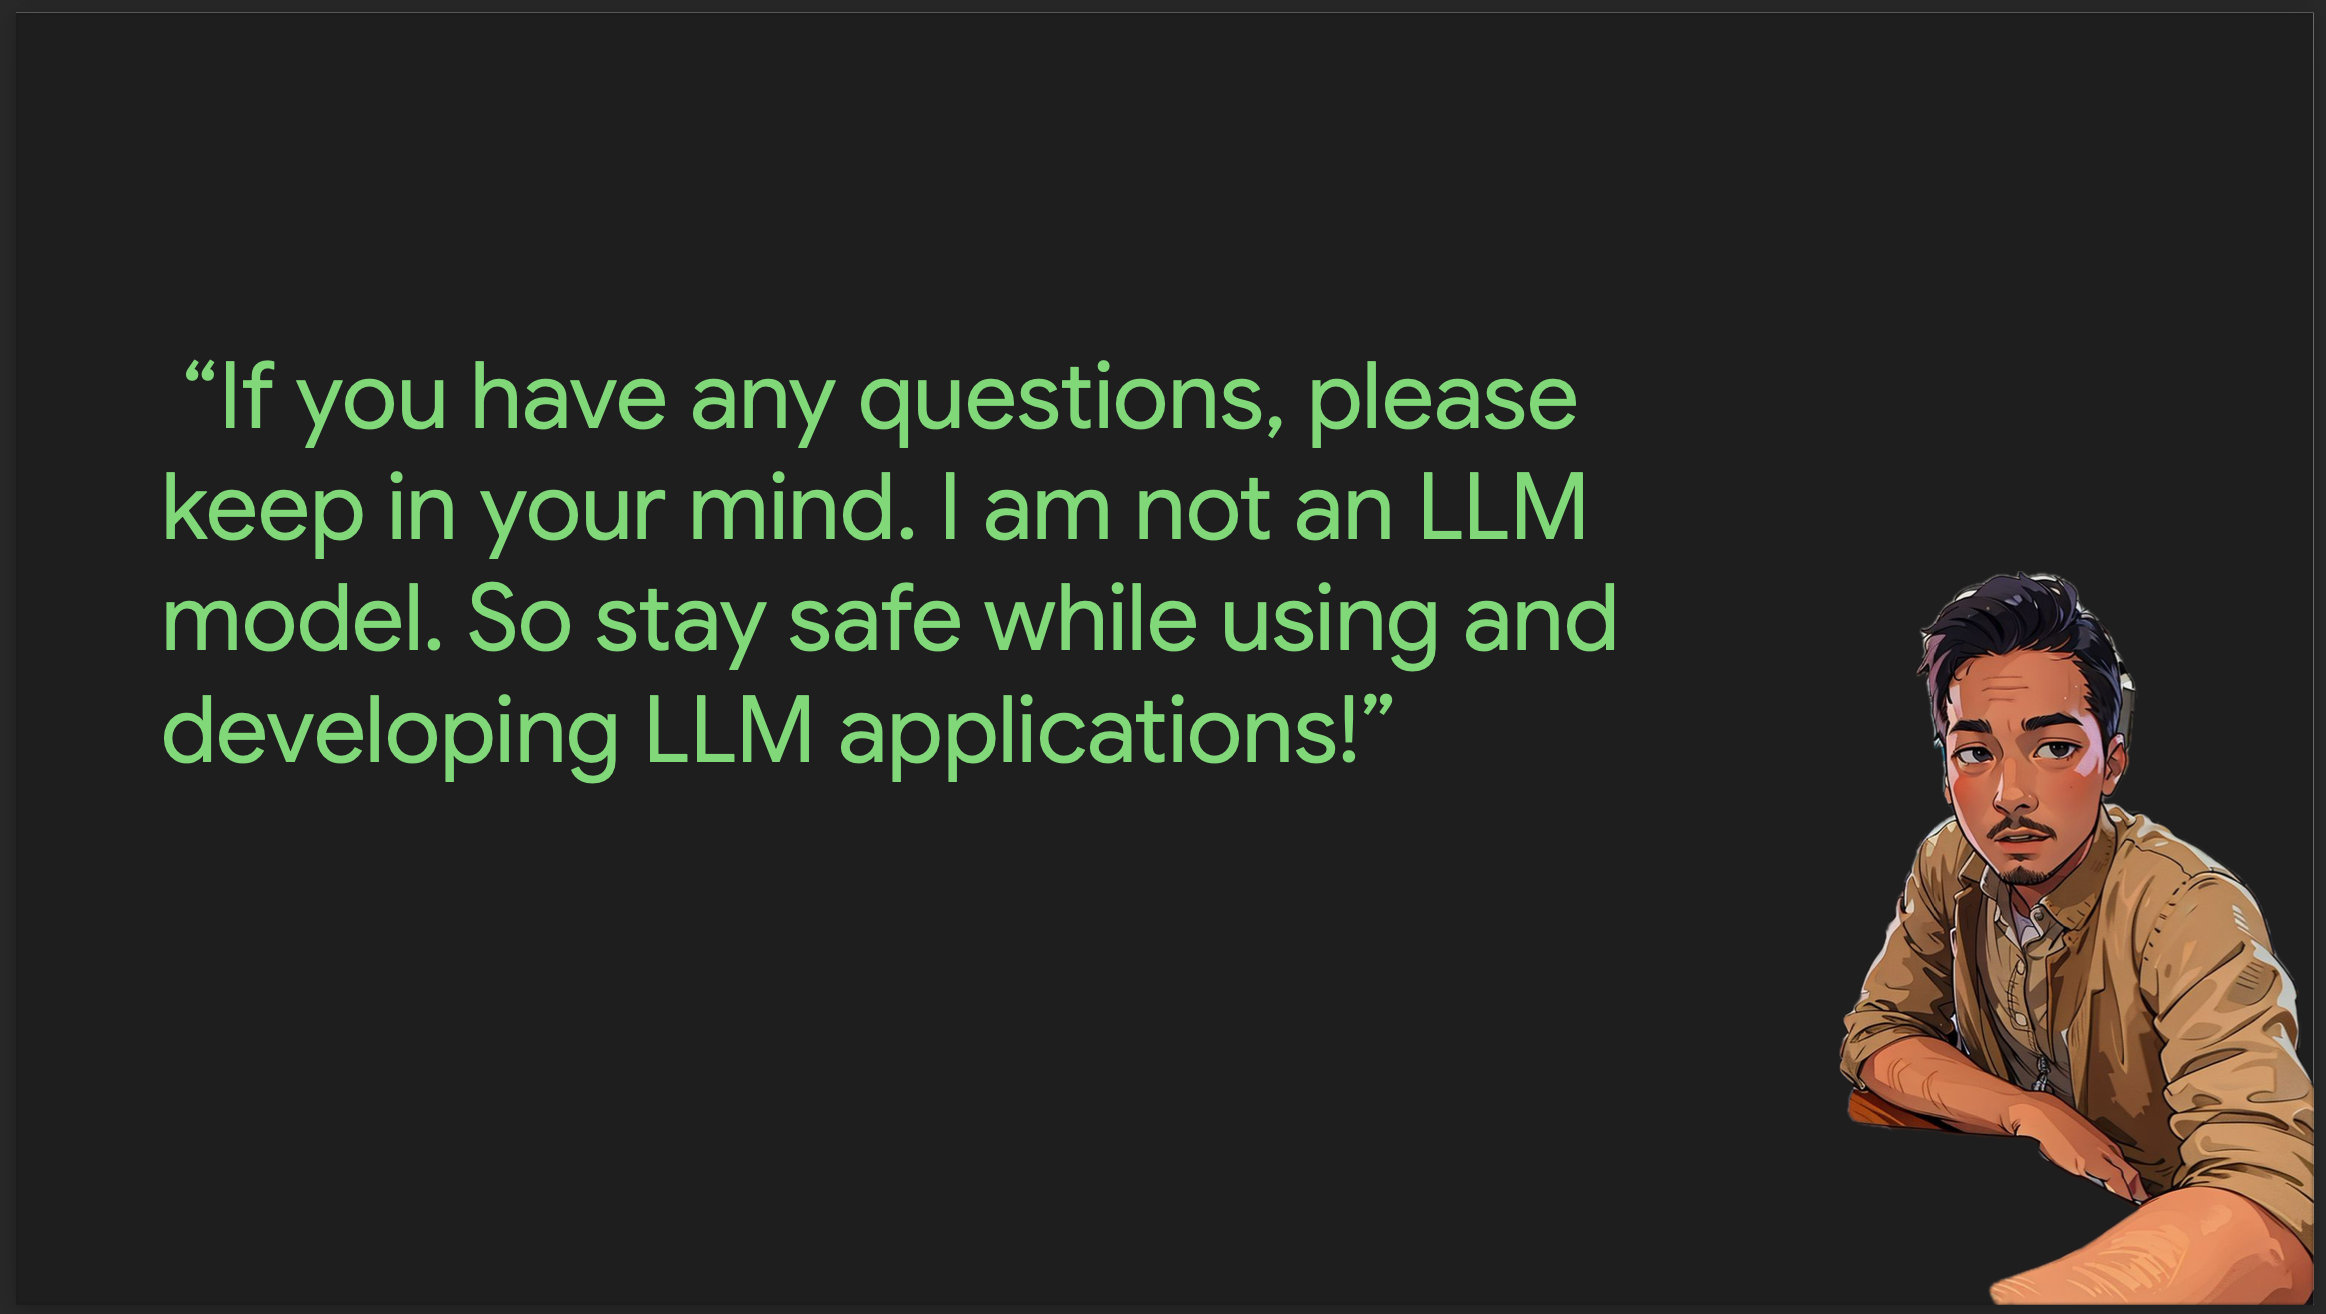 “If you have any questions, please
keep in your mind. I am not an LLM
model. So stay safe while using and
developing LLM applications!”